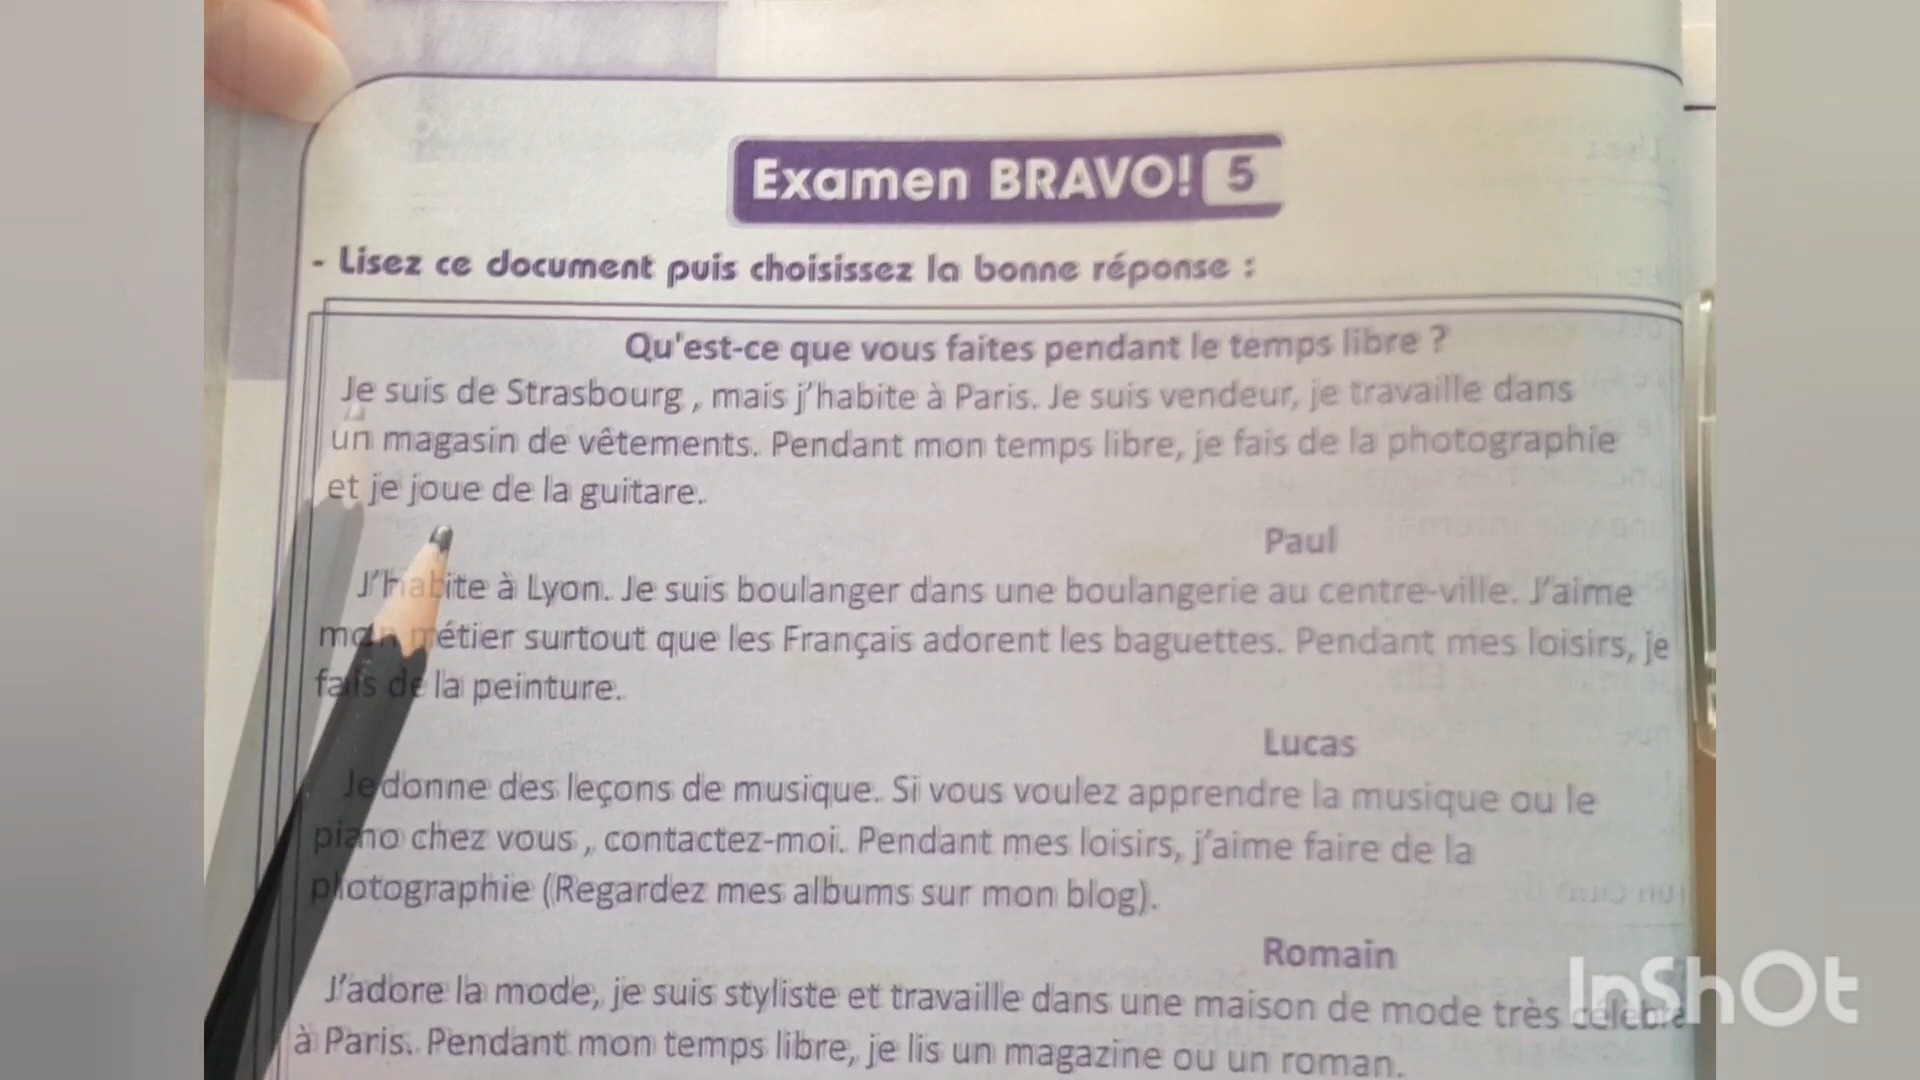 Examen BRAVO! 5
- Lisez ce document puis choisissez la bonne réponse :
Qu'est-ce que vous faites pendant le temps libre ?
Je suis de Strasbourg , mais j'habite à Paris. Je suis vendeur, je travaille dans
un magasin de vêtements. Pendant mon temps libre, je fais de la photographie
et je joue de la guitare.
Paul
J'habite à Lyon. Je suis boulanger dans une boulangerie au centre-ville. J'aime
mon métier surtout que les Français adorent les baguettes. Pendant mes loisirs, je
fais de la peinture.
Lucas
Je donne des leçons de musique. Si vous voulez apprendre la musique ou le
piano chez vous , contactez-moi. Pendant mes loisirs, j'aime faire de la
photographie (Regardez mes albums sur mon blog).
Romain
J'adore la mode, je suis styliste et travaille dans une maison de mode très célèbre
à Paris. Pendant mon temps libre, je lis un magazine ou un roman.
InShOt